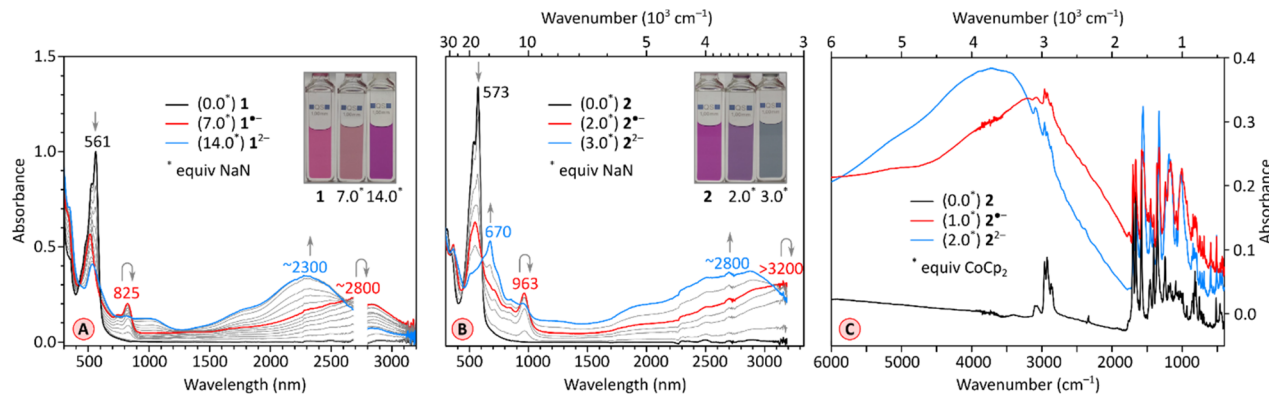 Wavenumber (10³ cm⁻¹)
Wavenumber (10³ cm⁻¹)
30 20 10 5 4 3
6 5 4 3 2 1
1.5
1.0
0.5
0.0
Absorbance
(0.0*) 1
(7.0*) 1•−
(14.0*) 1²⁻
* equiv NaN
561
825
~2300
~2800
1 7.0* 14.0*
A
500 1000 1500 2000 2500 3000
Wavelength (nm)
573
(0.0*) 2
(2.0*) 2•−
(3.0*) 2²⁻
* equiv NaN
670
963
~2800
>3200
2 2.0* 3.0*
B
500 1000 1500 2000 2500 3000
Wavelength (nm)
(0.0*) 2
(1.0*) 2•−
(2.0*) 2²⁻
* equiv CoCp₂
C
0.4
0.3
0.2
0.1
0.0
Absorbance
6000 5000 4000 3000 2000 1000
Wavenumber (cm⁻¹)